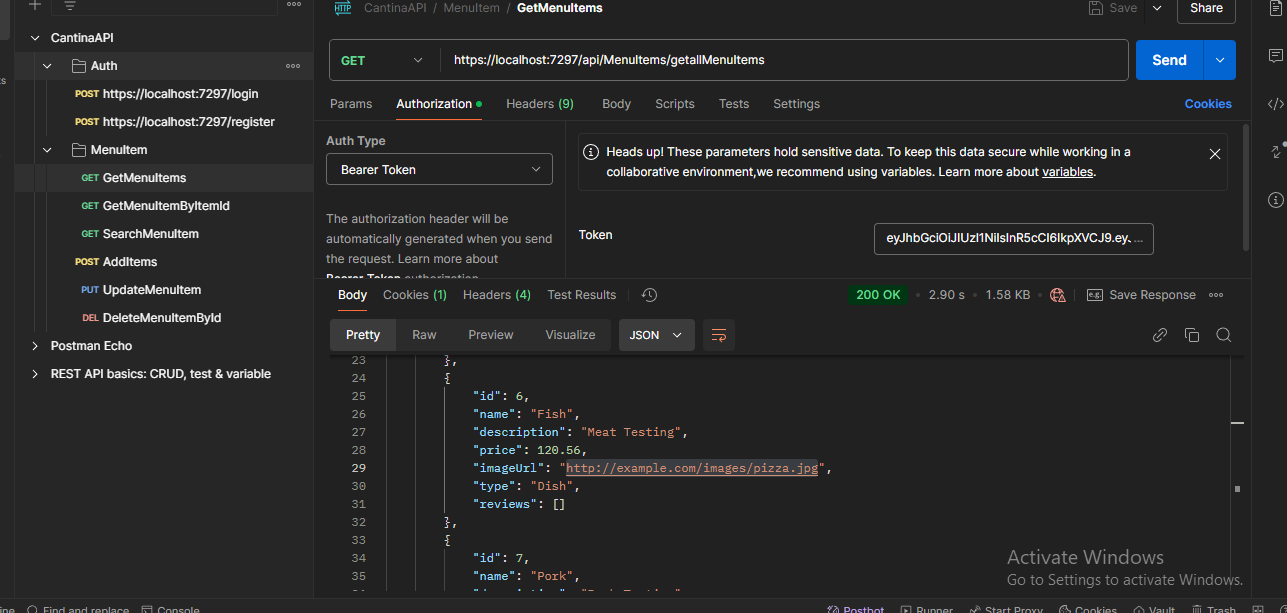 CantinaAPI / MenuItem / GetMenuItems
Save
Share
CantinaAPI
Auth
POST https://localhost:7297/login
POST https://localhost:7297/register
MenuItem
GET GetMenuItems
GET GetMenuItemByItemId
GET SearchMenuItem
POST AddItems
PUT UpdateMenuItem
DEL DeleteMenuItemById
Postman Echo
REST API basics: CRUD, test & variable
HTTP
GET
https://localhost:7297/api/MenuItems/getallMenuItems
Send
Params Authorization Headers (9) Body Scripts Tests Settings
Cookies
Auth Type
Bearer Token
The authorization header will be
automatically generated when you send
the request. Learn more about
Bearer Token authorization.
Heads up! These parameters hold sensitive data. To keep this data secure while working in a
collaborative environment,we recommend using variables. Learn more about variables.
Token
Body Cookies (1) Headers (4) Test Results
200 OK • 2.90 s • 1.58 KB
e.g. Save Response
Pretty Raw Preview Visualize JSON
23 },
24 {
25 "id": 6,
26 "name": "Fish",
27 "description": "Meat Testing",
28 "price": 120.56,
29 "imageUrl": "http://example.com/images/pizza.jpg",
30 "type": "Dish",
31 "reviews": []
32 },
33 {
34 "id": 7,
35 "name": "Pork",
Activate Windows
Go to Settings to activate Windows.
Find and replace Console
Postbot Runner Start Proxy Cookies Vault Trash